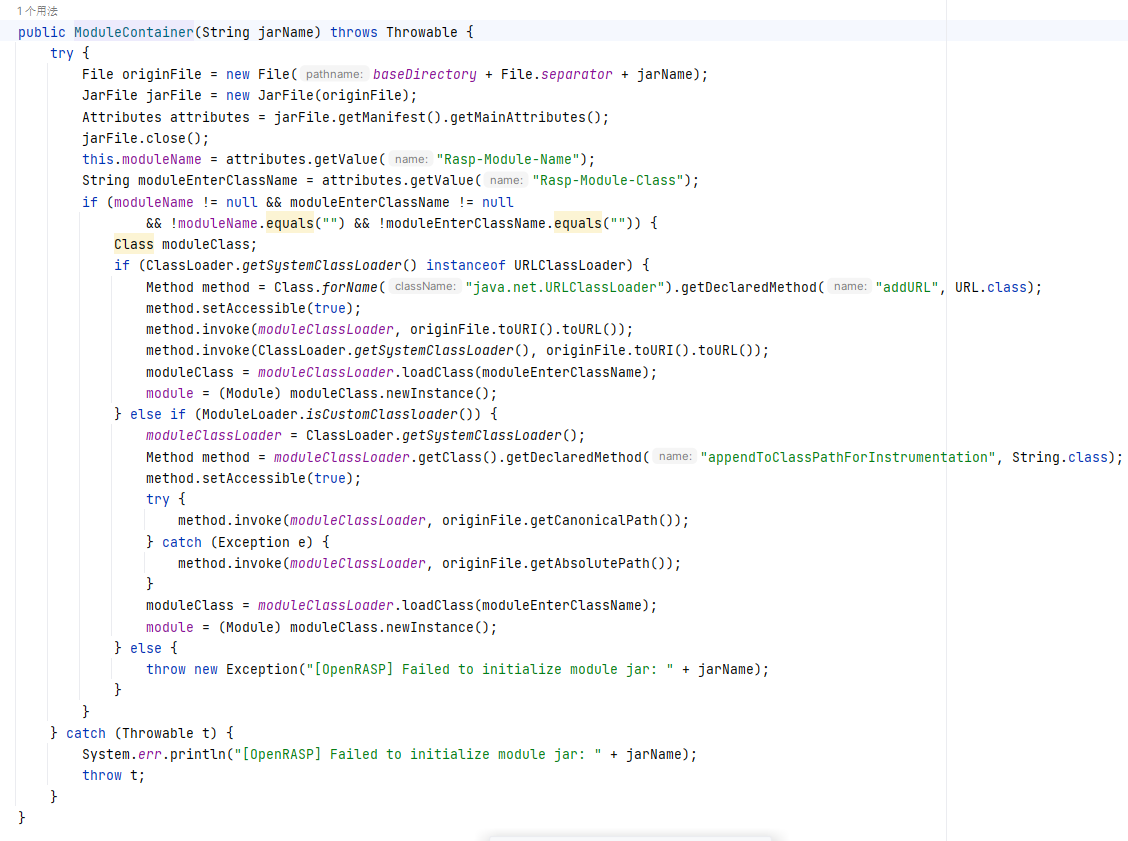 1 个用法
public ModuleContainer(String jarName) throws Throwable {
    try {
        File originFile = new File( pathname: baseDirectory + File.separator + jarName);
        JarFile jarFile = new JarFile(originFile);
        Attributes attributes = jarFile.getManifest().getMainAttributes();
        jarFile.close();
        this.moduleName = attributes.getValue( name: "Rasp-Module-Name");
        String moduleEnterClassName = attributes.getValue( name: "Rasp-Module-Class");
        if (moduleName != null && moduleEnterClassName != null
                && !moduleName.equals("") && !moduleEnterClassName.equals("")) {
            Class moduleClass;
            if (ClassLoader.getSystemClassLoader() instanceof URLClassLoader) {
                Method method = Class.forName( className: "java.net.URLClassLoader").getDeclaredMethod( name: "addURL", URL.class);
                method.setAccessible(true);
                method.invoke(moduleClassLoader, originFile.toURI().toURL());
                method.invoke(ClassLoader.getSystemClassLoader(), originFile.toURI().toURL());
                moduleClass = moduleClassLoader.loadClass(moduleEnterClassName);
                module = (Module) moduleClass.newInstance();
            } else if (ModuleLoader.isCustomClassloader()) {
                moduleClassLoader = ClassLoader.getSystemClassLoader();
                Method method = moduleClassLoader.getClass().getDeclaredMethod( name: "appendToClassPathForInstrumentation", String.class);
                method.setAccessible(true);
                try {
                    method.invoke(moduleClassLoader, originFile.getCanonicalPath());
                } catch (Exception e) {
                    method.invoke(moduleClassLoader, originFile.getAbsolutePath());
                }
                moduleClass = moduleClassLoader.loadClass(moduleEnterClassName);
                module = (Module) moduleClass.newInstance();
            } else {
                throw new Exception("[OpenRASP] Failed to initialize module jar: " + jarName);
            }
        }
    } catch (Throwable t) {
        System.err.println("[OpenRASP] Failed to initialize module jar: " + jarName);
        throw t;
    }
}